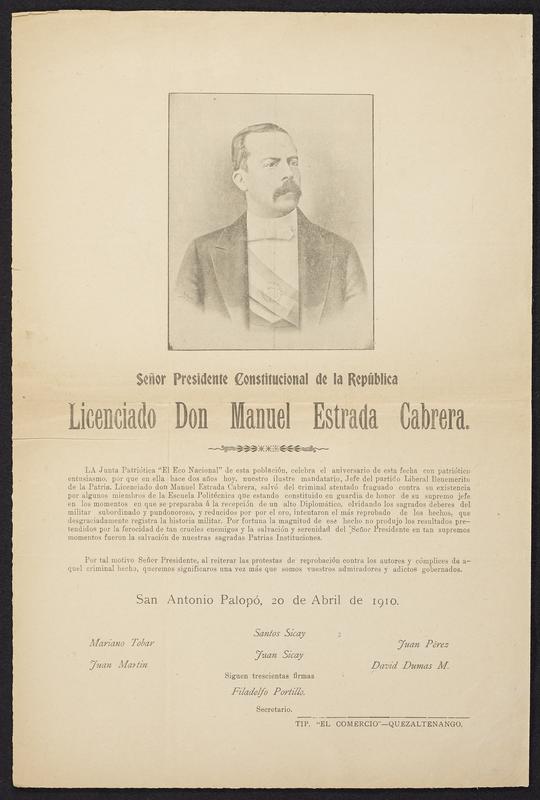 Señor Presidente Constitucional de la República
Licenciado Don Manuel Estrada Cabrera.
LA Junta Patriótica "El Eco Nacional" de esta población, celebra el aniversario de esta fecha con patriótico
entusiasmo, por que en ella hace dos años hoy, nuestro ilustre mandatario, Jefe del partido Liberal Benemerito
de la Patria. Licenciado don Manuel Estrada Cabrera, salvó del criminal atentado fraguado contra su existencia
por algunos miembros de la Escuela Politécnica que estando constituido en guardia de honor de su supremo jefe
en los momentos en que se preparaba á la recepción de un alto Diplomático, olvidando los sagrados deberes del
militar subordinado y pundonoroso, y reducidos por por el oro, intentaron el más reprobado de los hechos, que
desgraciadamente registra la historia militar. Por fortuna la magnitud de ese hecho no produjo los resultados pre-
tendidos por la ferocidad de tan crueles enemigos y la salvación y serenidad del Señor Presidente en tan supremos
momentos fueron la salvación de nuestras sagradas Patrias Instituciones.
Por tal motivo Señor Presidente, al reiterar las protestas de reprobación contra los autores y cómplices da a-
quel criminal hecho, queremos significaros una vez más que somos vuestros admiradores y adictos gobernados.
San Antonio Palopó, 20 de Abril de 1910.
Mariano Tobar
Santos Sicay
Juan Pérez
Juan Martin
Juan Sicay
David Dumas M.
Siguen trescientas firmas
Filadelfo Portillo.
Secretario.
TIP. "EL COMERCIO"—QUEZALTENANGO.